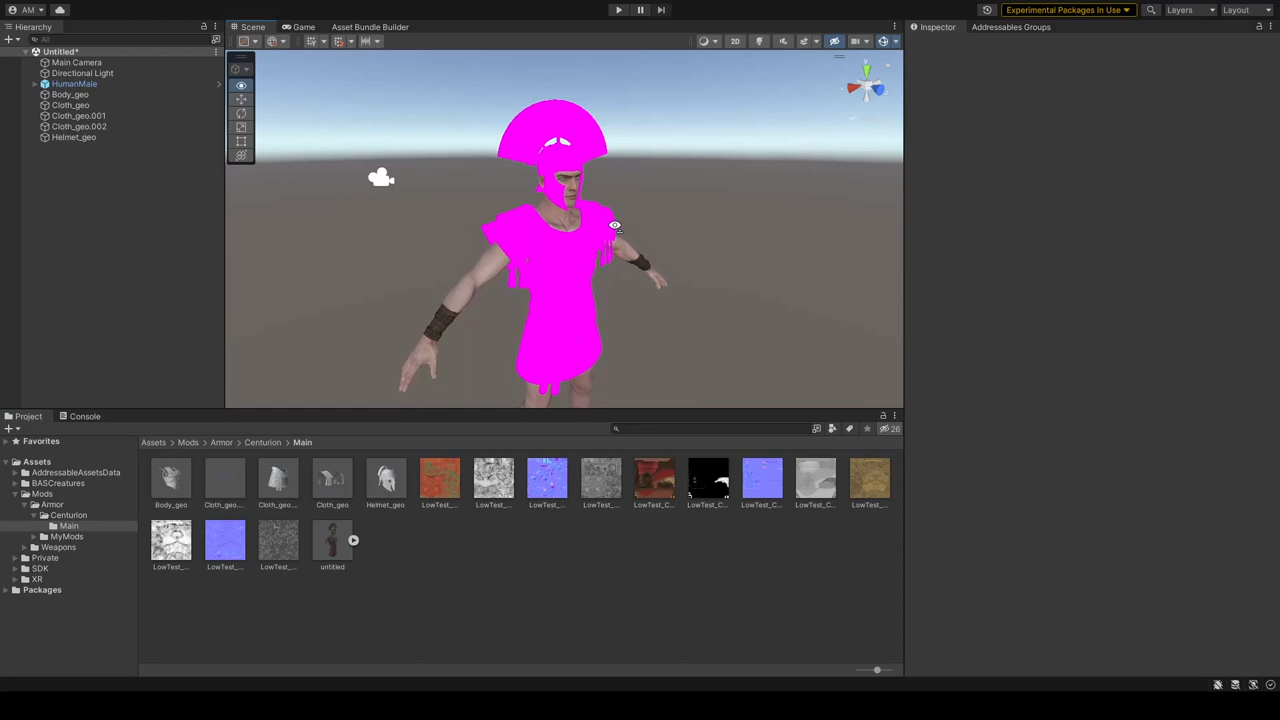 AM
Experimental Packages In Use
Layers
Layout
Hierarchy
Scene
Game
Asset Bundle Builder
Inspector
Addressables Groups
All
2D
Untitled*
Main Camera
Directional Light
HumanMale
Body_geo
Cloth_geo
Cloth_geo.001
Cloth_geo.002
Helmet_geo
Project
Console
26
Favorites
Assets
AddressableAssetsData
BASCreatures
Mods
Armor
Centurion
Main
MyMods
Weapons
Private
SDK
XR
Packages
Assets > Mods > Armor > Centurion > Main
Body_geo
Cloth_geo...
Cloth_geo...
Cloth_geo
Helmet_geo
LowTest_...
LowTest_...
LowTest_...
LowTest_...
LowTest_C...
LowTest_C...
LowTest_C...
LowTest_C...
LowTest_...
LowTest_...
LowTest_...
LowTest_...
untitled